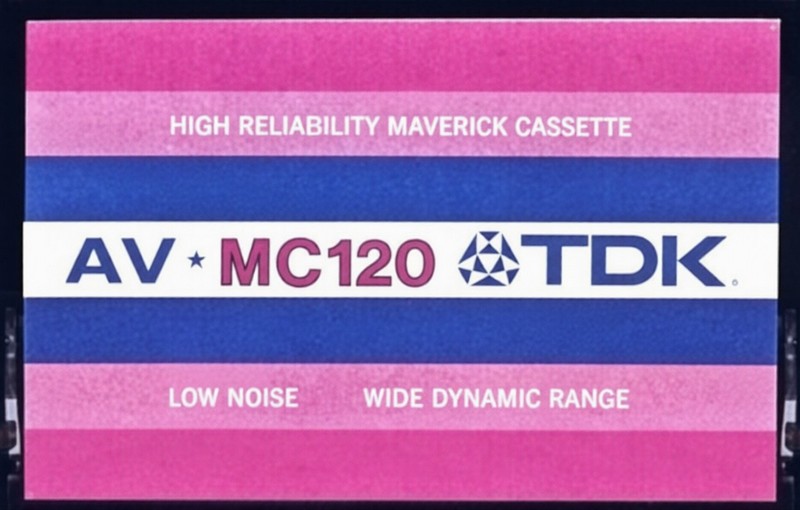 HIGH RELIABILITY MAVERICK CASSETTE
AV ★ MC120 TDK
LOW NOISE WIDE DYNAMIC RANGE